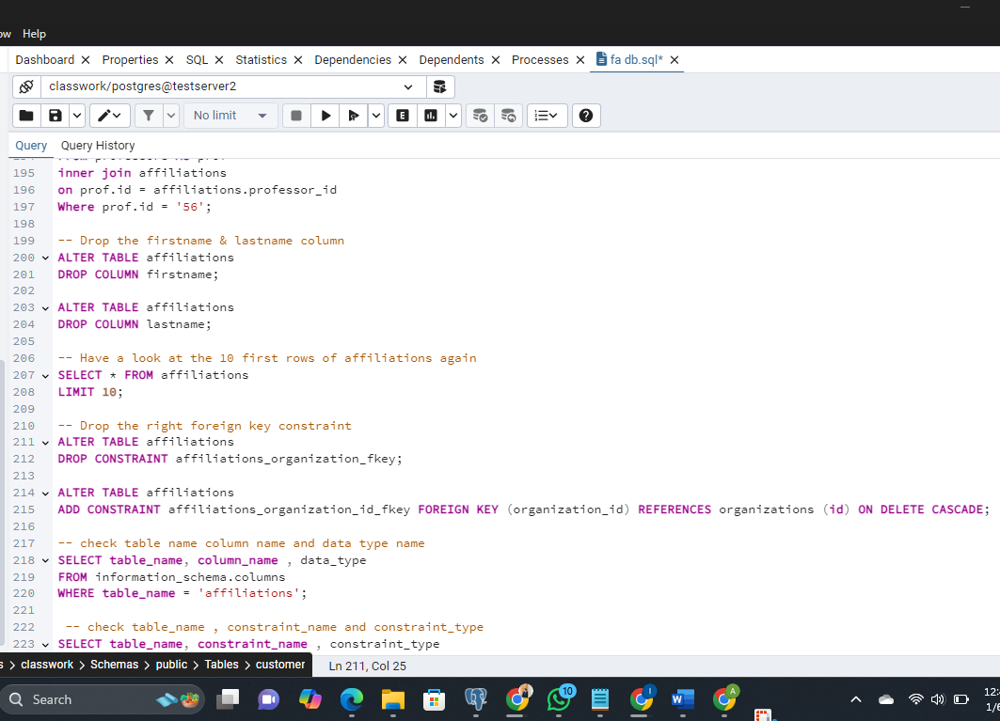 ow Help
Dashboard Properties SQL Statistics Dependencies Dependents Processes fa db.sql*
classwork/postgres@testserver2
No limit
E
Query Query History
195 inner join affiliations
196 on prof.id = affiliations.professor_id
197 Where prof.id = '56';
198
199 -- Drop the firstname & lastname column
200 ALTER TABLE affiliations
201 DROP COLUMN firstname;
202
203 ALTER TABLE affiliations
204 DROP COLUMN lastname;
205
206 -- Have a look at the 10 first rows of affiliations again
207 SELECT * FROM affiliations
208 LIMIT 10;
209
210 -- Drop the right foreign key constraint
211 ALTER TABLE affiliations
212 DROP CONSTRAINT affiliations_organization_fkey;
213
214 ALTER TABLE affiliations
215 ADD CONSTRAINT affiliations_organization_id_fkey FOREIGN KEY (organization_id) REFERENCES organizations (id) ON DELETE CASCADE;
216
217 -- check table name column name and data type name
218 SELECT table_name, column_name , data_type
219 FROM information_schema.columns
220 WHERE table_name = 'affiliations';
221
222 -- check table_name , constraint_name and constraint_type
223 SELECT table_name, constraint_name , constraint_type
s > classwork > Schemas > public > Tables > customer
Ln 211, Col 25
Search
10
12:
1/6